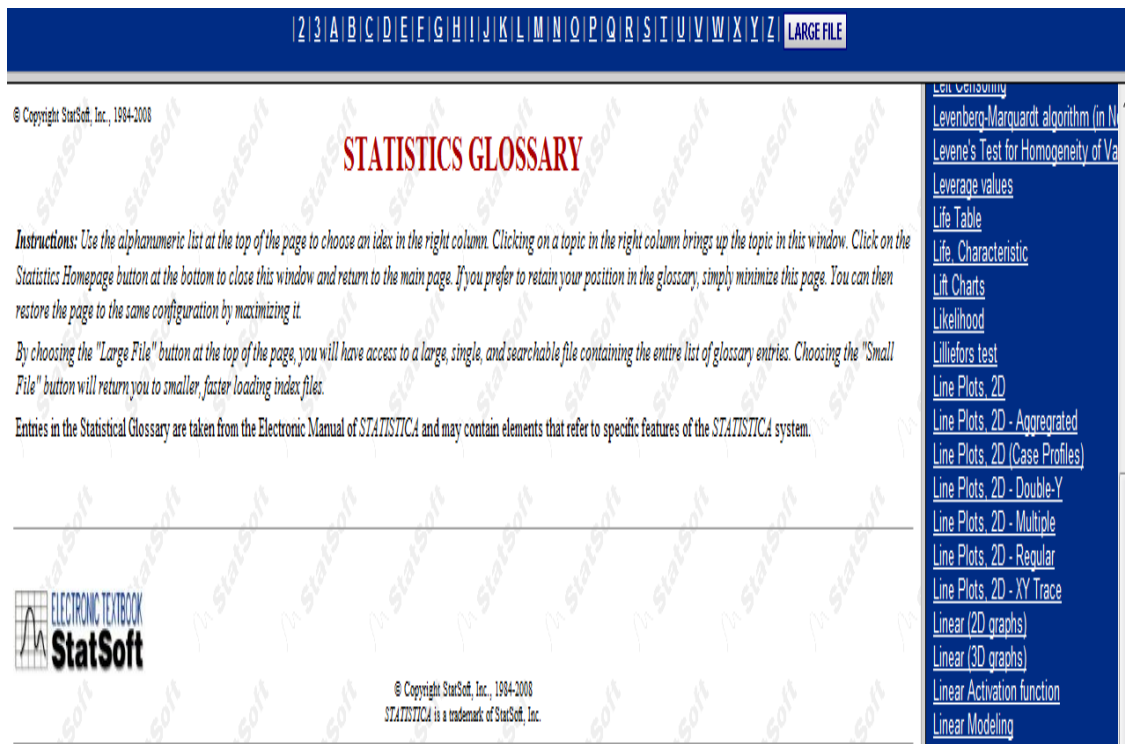 |2|3|A|B|C|D|E|F|G|H|I|J|K|L|M|N|O|P|Q|R|S|T|U|V|W|X|Y|Z| LARGE FILE
© Copyright StatSoft, Inc., 1984-2008
STATISTICS GLOSSARY
Instructions: Use the alphanumeric list at the top of the page to choose an idex in the right column. Clicking on a topic in the right column brings up the topic in this window. Click on the
Statistics Homepage button at the bottom to close this window and return to the main page. If you prefer to retain your position in the glossary, simply minimize this page. You can then
restore the page to the same configuration by maximizing it.
By choosing the "Large File" button at the top of the page, you will have access to a large, single, and searchable file containing the entire list of glossary entries. Choosing the "Small
File" button will return you to smaller, faster loading index files.
Entries in the Statistical Glossary are taken from the Electronic Manual of STATISTICA and may contain elements that refer to specific features of the STATISTICA system.
ELECTRONIC TEXTBOOK
StatSoft
© Copyright StatSoft, Inc., 1984-2008
STATISTICA is a trademark of StatSoft, Inc.
Left Censoring
Levenberg-Marquardt algorithm (in Ne
Levene's Test for Homogeneity of Va
Leverage values
Life Table
Life, Characteristic
Lift Charts
Likelihood
Lilliefors test
Line Plots, 2D
Line Plots, 2D - Aggregrated
Line Plots, 2D (Case Profiles)
Line Plots, 2D - Double-Y
Line Plots, 2D - Multiple
Line Plots, 2D - Regular
Line Plots, 2D - XY Trace
Linear (2D graphs)
Linear (3D graphs)
Linear Activation function
Linear Modeling